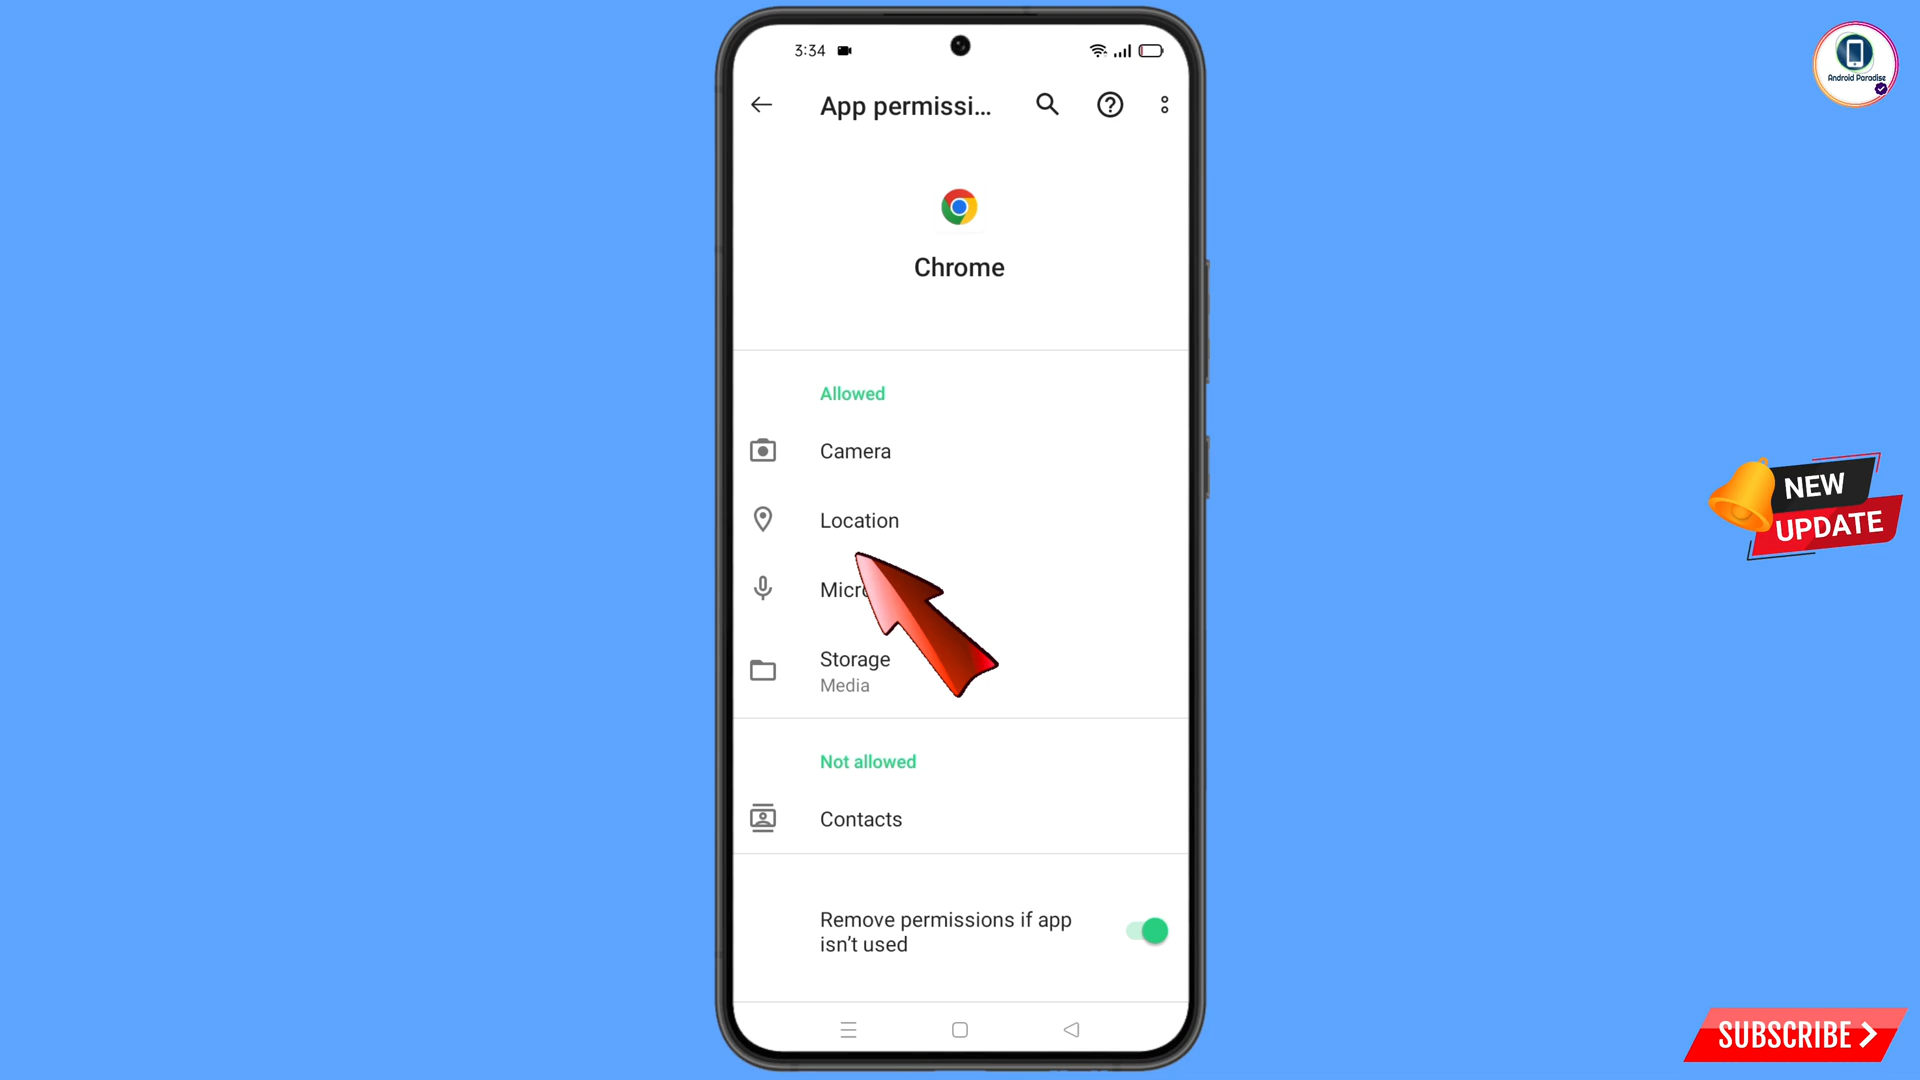 3:34
Android Paradise
App permissi...
Chrome
Allowed
Camera
Location
Micro
Storage
Media
Not allowed
Contacts
Remove permissions if app
isn't used
NEW
UPDATE
SUBSCRIBE